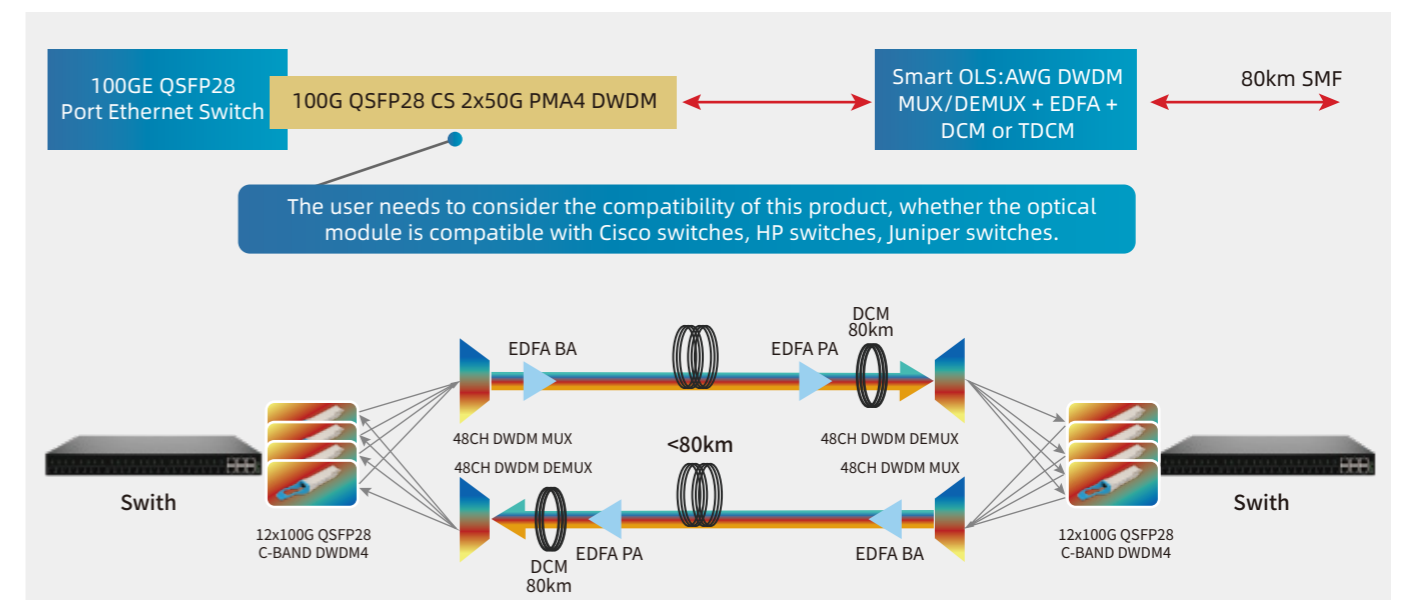 100GE QSFP28
Port Ethernet Switch
100G QSFP28 CS 2x50G PMA4 DWDM
Smart OLS:AWG DWDM
MUX/DEMUX + EDFA +
DCM or TDCM
80km SMF
The user needs to consider the compatibility of this product, whether the optical
module is compatible with Cisco switches, HP switches, Juniper switches.
DCM
80km
EDFA BA
EDFA PA
48CH DWDM MUX
<80km
48CH DWDM DEMUX
48CH DWDM DEMUX
48CH DWDM MUX
Swith
Swith
12x100G QSFP28
C-BAND DWDM4
12x100G QSFP28
C-BAND DWDM4
EDFA PA
EDFA BA
DCM
80km